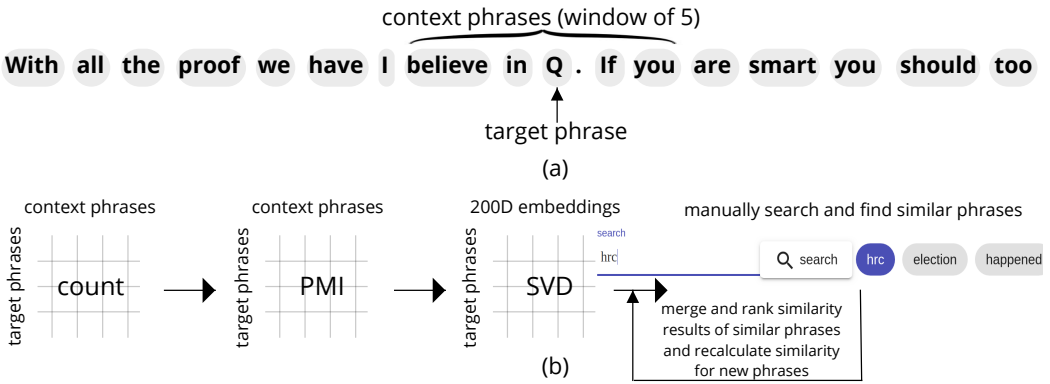 context phrases (window of 5)
With all the proof we have I believe in Q . If you are smart you should too
target phrase
(a)
context phrases
target phrases
count
context phrases
target phrases
PMI
200D embeddings
target phrases
SVD
manually search and find similar phrases
search
hrc
search
hrc
election
happened
merge and rank similarity
results of similar phrases
and recalculate similarity
for new phrases
(b)